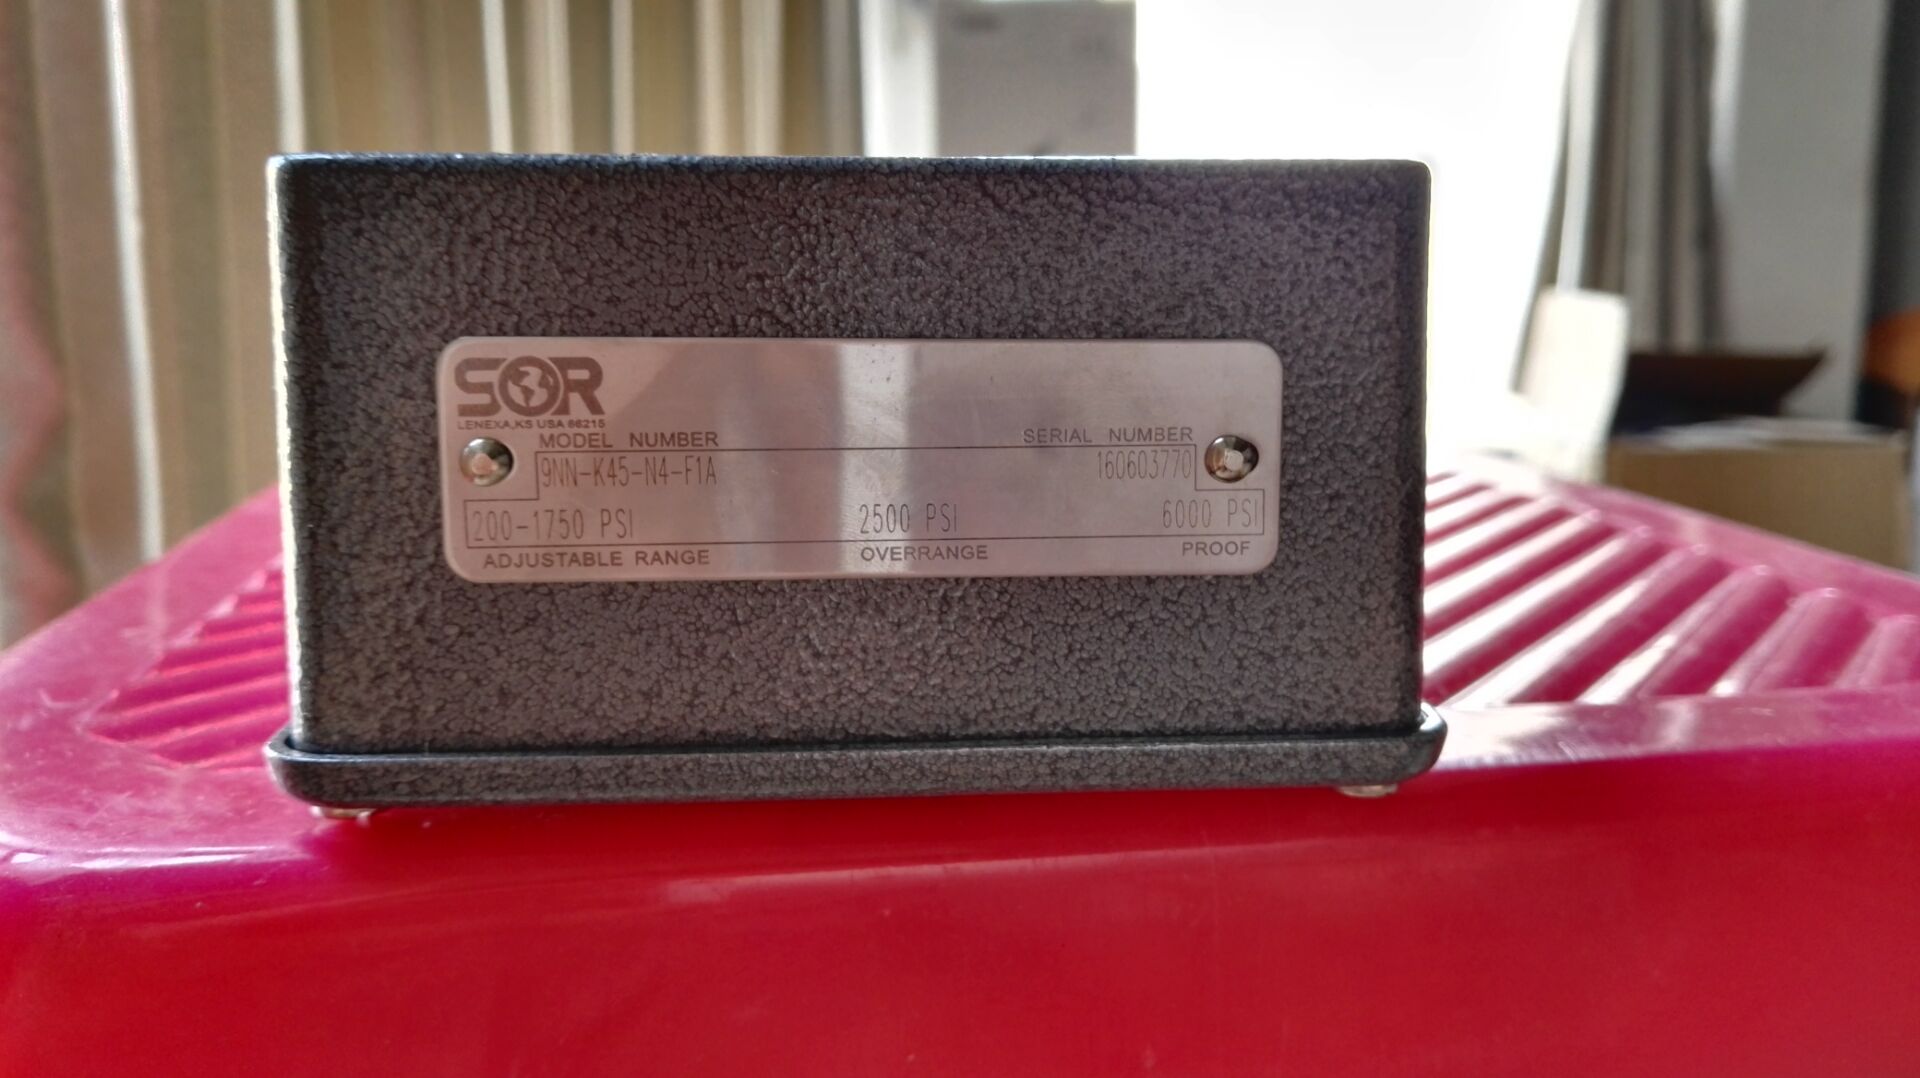 SOR
LENEXA, KS USA 66215
MODEL NUMBER SERIAL NUMBER
9NN-K45-N4-F1A 160603770
200-1750 PSI 2500 PSI 6000 PSI
ADJUSTABLE RANGE OVERRANGE PROOF